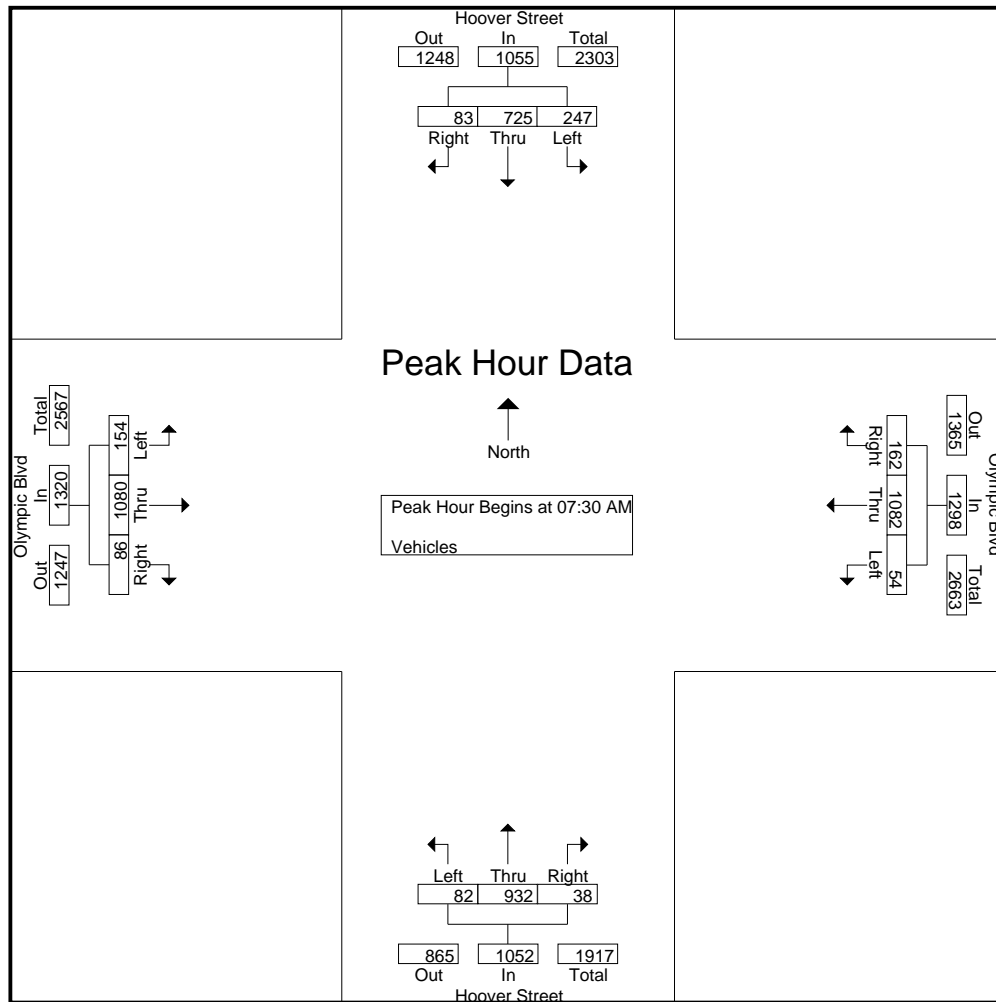 Hoover Street
Out In Total
1248 1055 2303
83 725 247
Right Thru Left
Peak Hour Data
North
Peak Hour Begins at 07:30 AM
Vehicles
Olympic Blvd
Total In Out
2567 1320 1247
154 1080 86
Left Thru Right
Right Thru Left
162 1082 54
1365 1298 2663
Out In Total
Olympic Blvd
Left Thru Right
82 932 38
865 1052 1917
Out In Total
Hoover Street